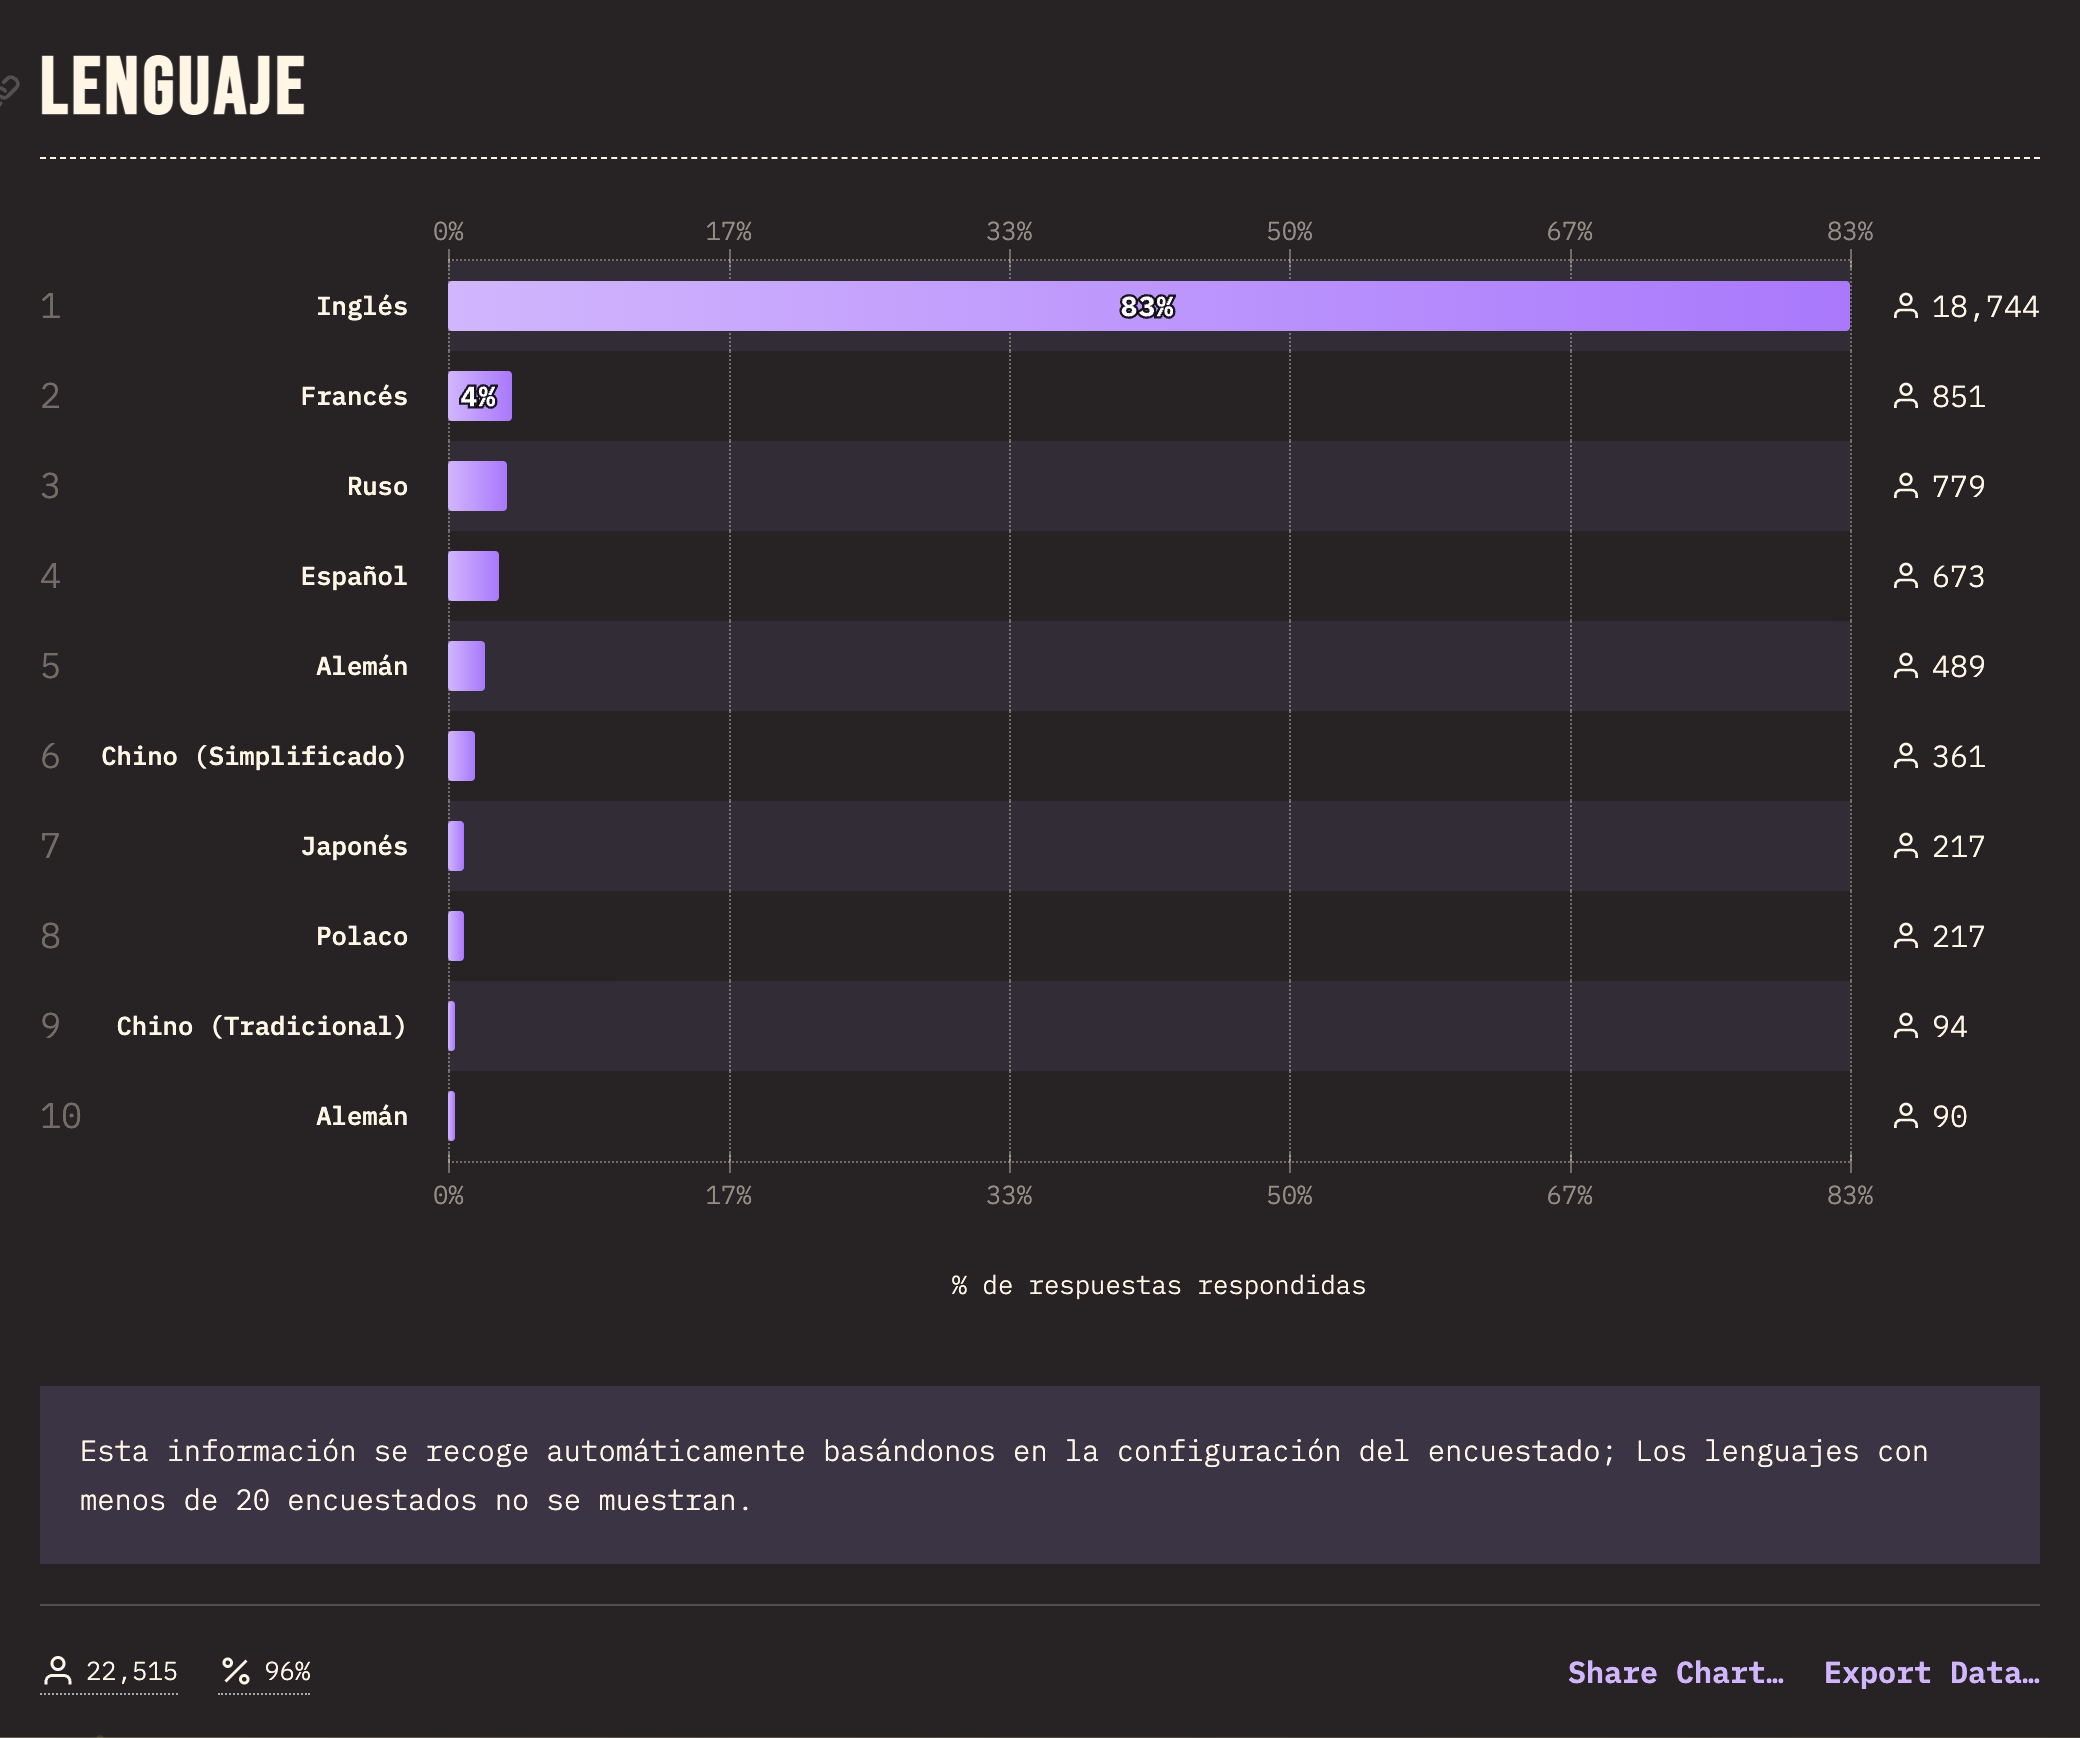 LENGUAJE
0% 17% 33% 50% 67% 83%
1 Inglés 83% 18,744
2 Francés 4% 851
3 Ruso 779
4 Español 673
5 Alemán 489
6 Chino (Simplificado) 361
7 Japonés 217
8 Polaco 217
9 Chino (Tradicional) 94
10 Alemán 90
0% 17% 33% 50% 67% 83%
% de respuestas respondidas
Esta información se recoge automáticamente basándonos en la configuración del encuestado; Los lenguajes con
menos de 20 encuestados no se muestran.
22,515 % 96% Share Chart… Export Data…